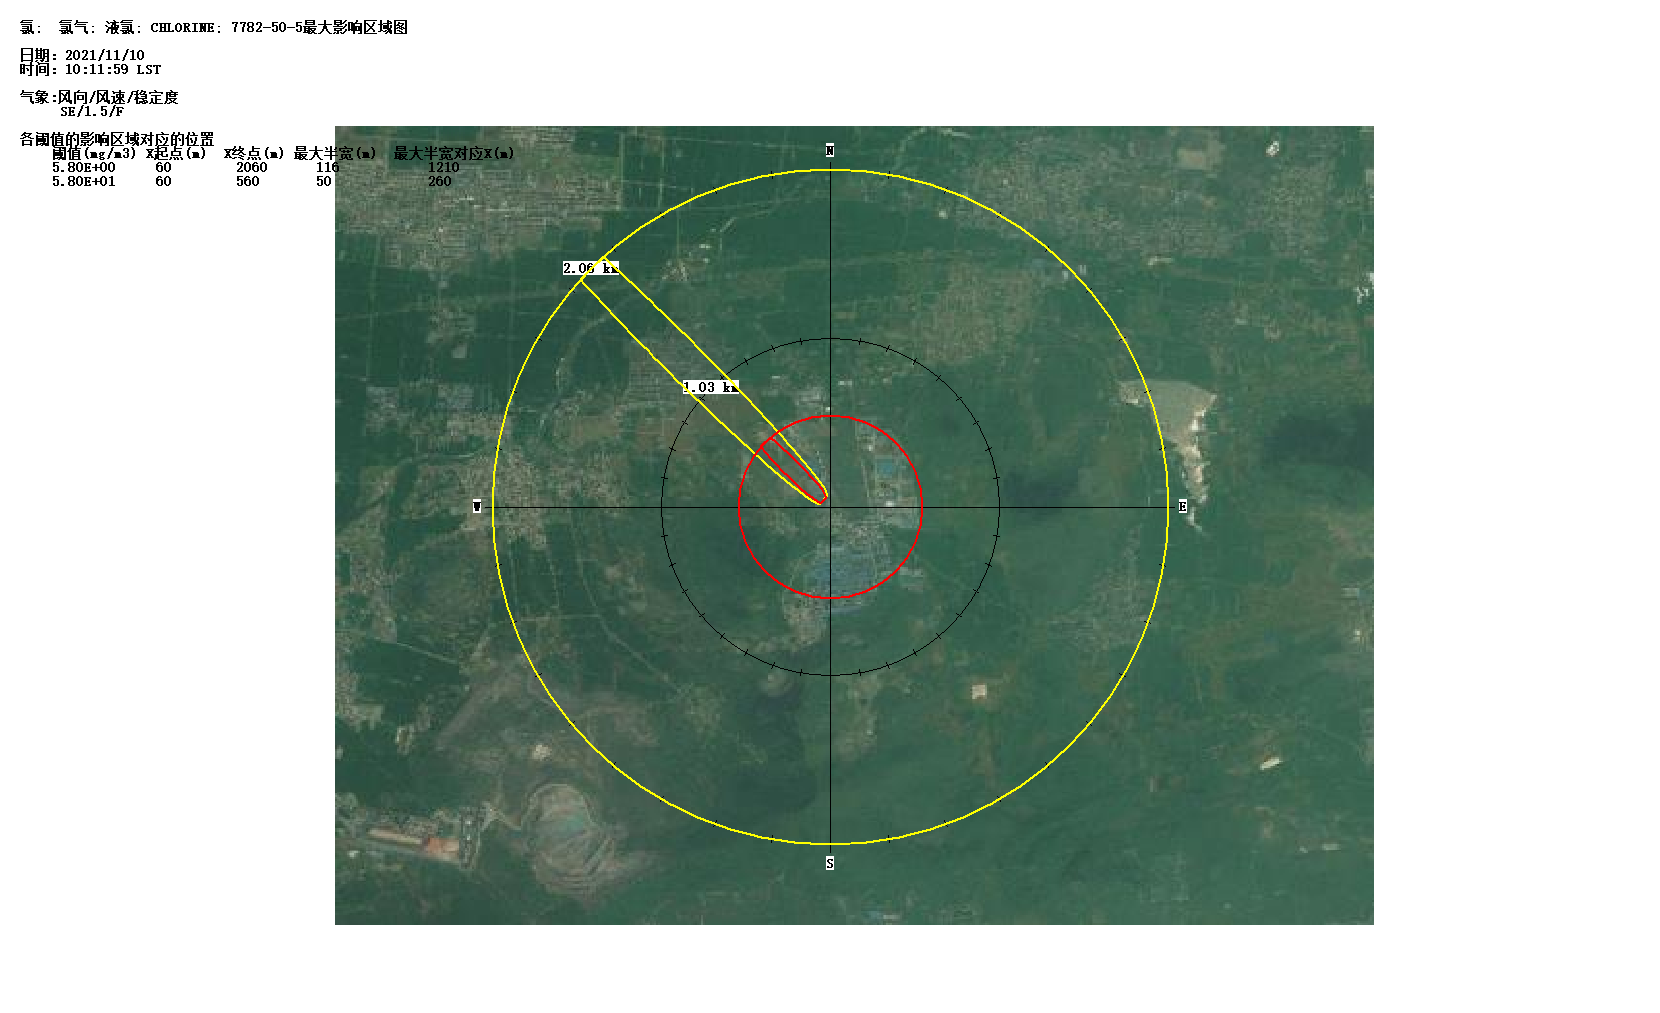 氯:  氯气: 液氯: CHLORINE: 7782-50-5最大影响区域图
日期: 2021/11/10
时间: 10:11:59 LST
气象:风向/风速/稳定度
SE/1.5/F
各阈值的影响区域对应的位置
阈值(mg/m3) X起点(m) X终点(m) 最大半宽(m) 最大半宽对应X(m)
5.80E+00 60 2060 116 1210
5.80E+01 60 560 50 260
N
2.06 km
1.03 km
W
E
S